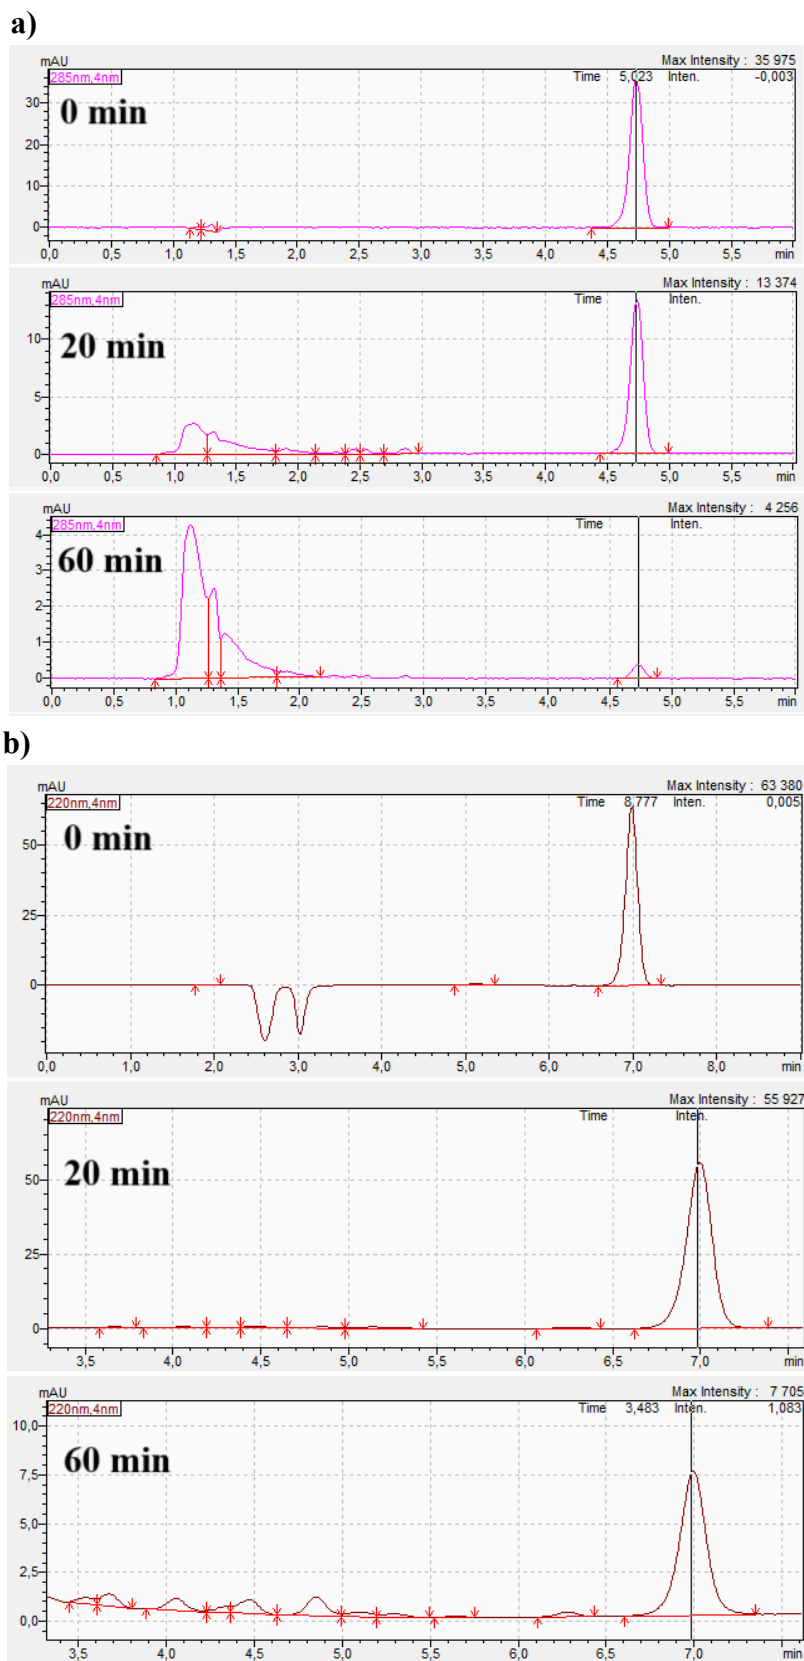 a)
mAU
Max Intensity : 35 975
285nm,4nm
Time 5,023 Inten. -0,003
0 min
30
20
10
0
0,0 0,5 1,0 1,5 2,0 2,5 3,0 3,5 4,0 4,5 5,0 5,5 min
mAU
Max Intensity : 13 374
285nm,4nm
Time Inten.
20 min
10
5
0
0,0 0,5 1,0 1,5 2,0 2,5 3,0 3,5 4,0 4,5 5,0 5,5 min
mAU
Max Intensity : 4 256
285nm,4nm
Time Inten.
60 min
4
3
2
1
0
0,0 0,5 1,0 1,5 2,0 2,5 3,0 3,5 4,0 4,5 5,0 5,5 min
b)
mAU
Max Intensity : 63 380
220nm,4nm
Time 8,777 Inten. 0,005
0 min
50
25
0
0,0 1,0 2,0 3,0 4,0 5,0 6,0 7,0 8,0 min
mAU
Max Intensity : 55 927
220nm,4nm
Time Inten.
20 min
50
25
0
3,5 4,0 4,5 5,0 5,5 6,0 6,5 7,0 min
mAU
Max Intensity : 7 705
220nm,4nm
Time 3,483 Inten. 1,083
60 min
10,0
7,5
5,0
2,5
0,0
3,5 4,0 4,5 5,0 5,5 6,0 6,5 7,0 min